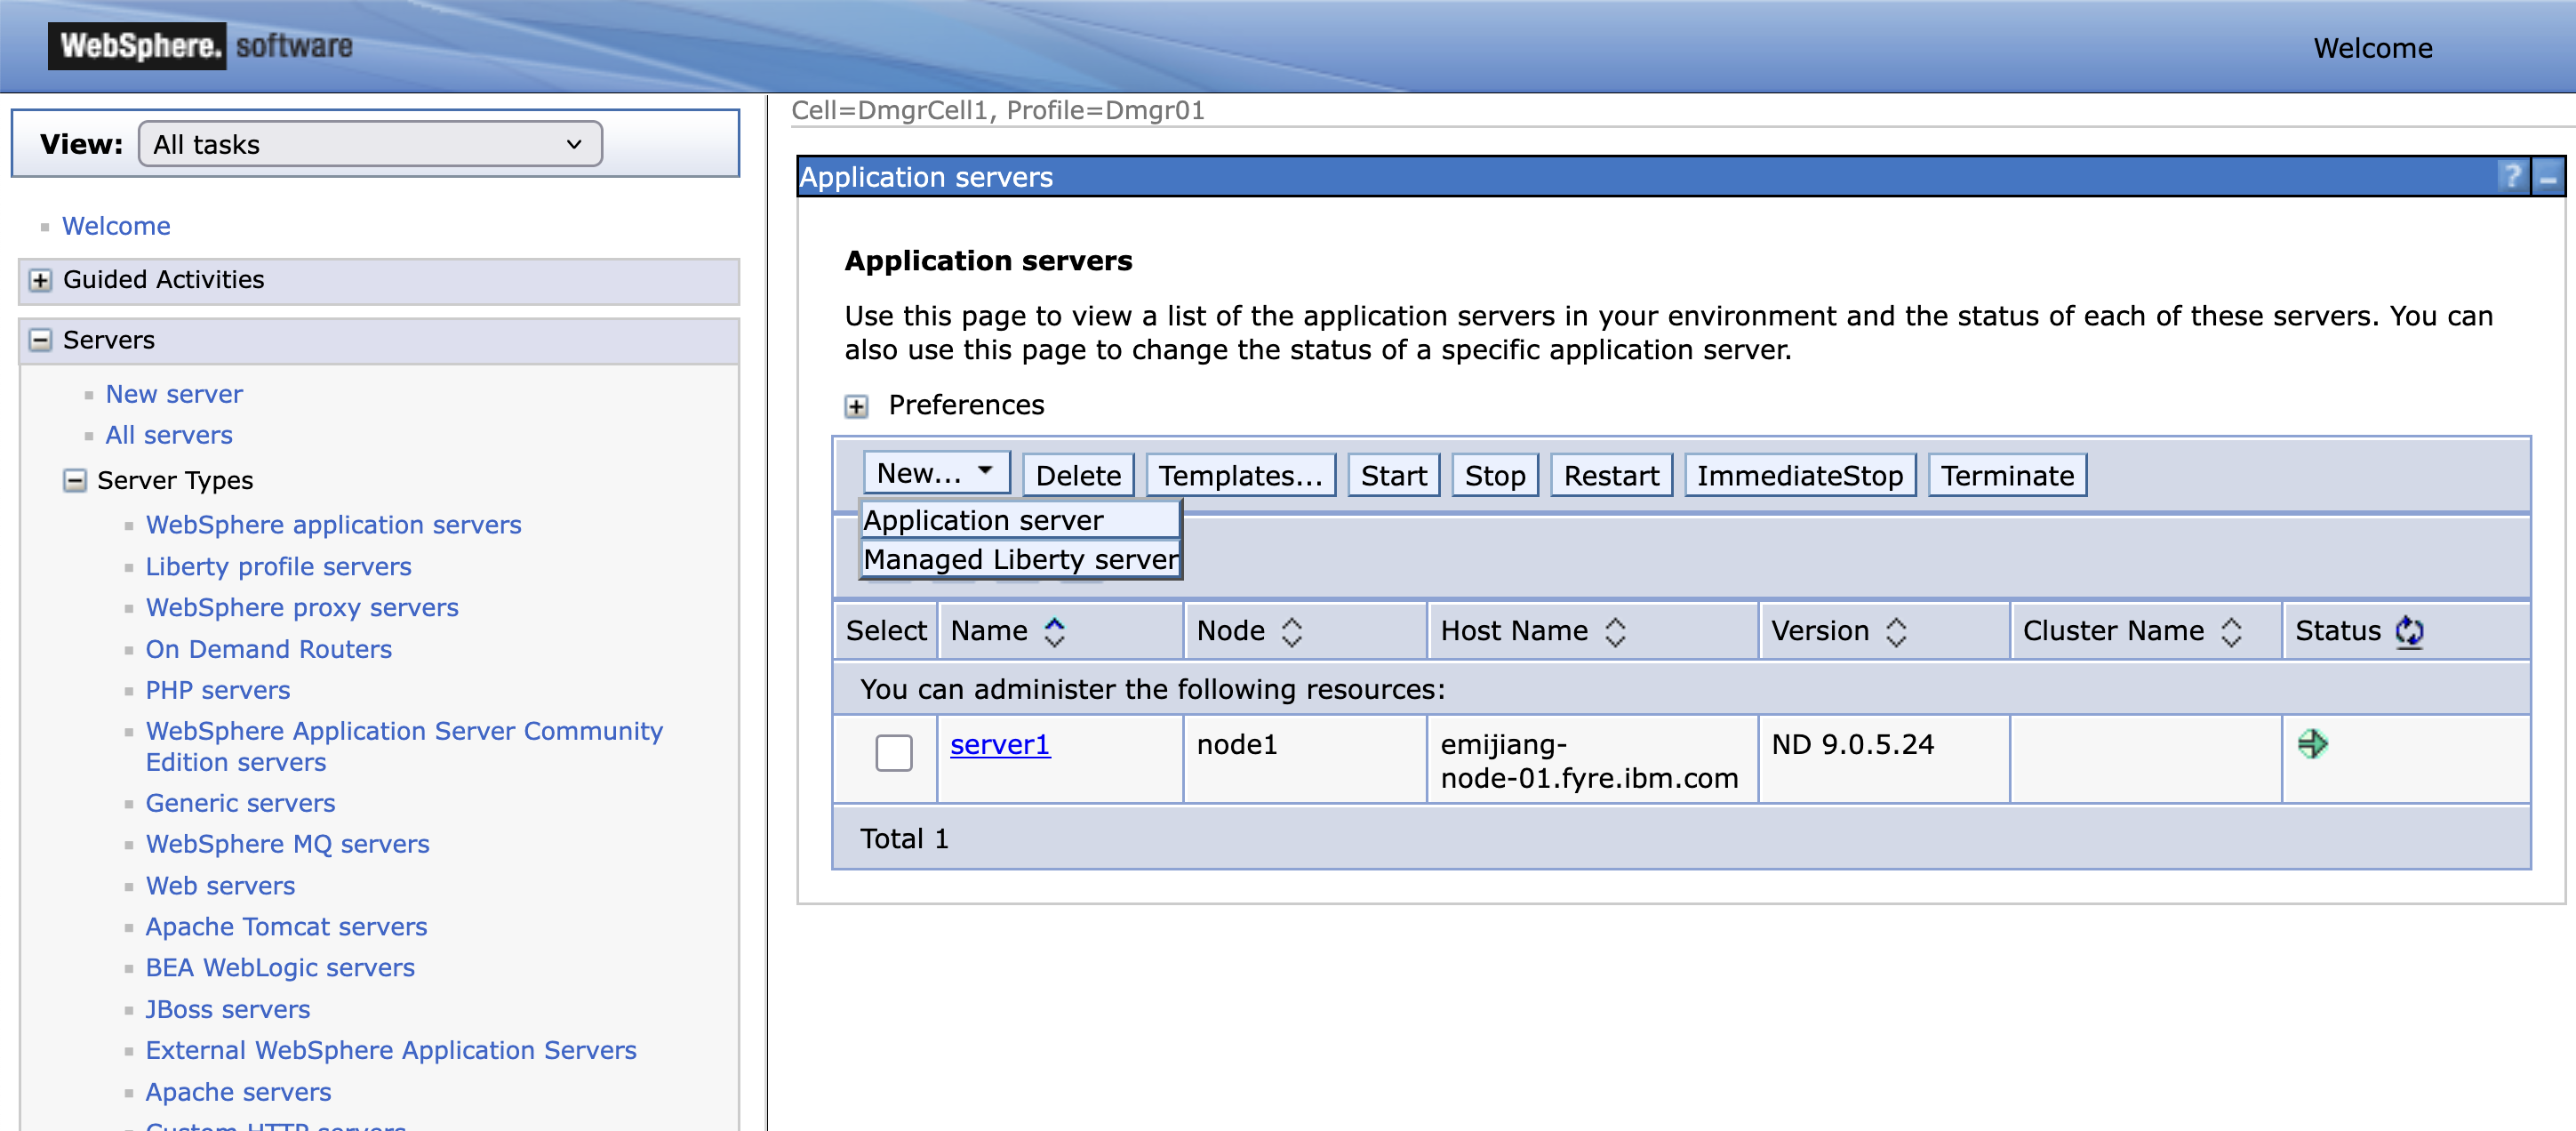 WebSphere. software
Welcome
View: All tasks
Welcome
Guided Activities
Servers
New server
All servers
Server Types
WebSphere application servers
Liberty profile servers
WebSphere proxy servers
On Demand Routers
PHP servers
WebSphere Application Server Community
Edition servers
Generic servers
WebSphere MQ servers
Web servers
Apache Tomcat servers
BEA WebLogic servers
JBoss servers
External WebSphere Application Servers
Apache servers
Custom HTTP servers
Cell=DmgrCell1, Profile=Dmgr01
Application servers ? –
Application servers
Use this page to view a list of the application servers in your environment and the status of each of these servers. You can
also use this page to change the status of a specific application server.
Preferences
New... Delete Templates... Start Stop Restart ImmediateStop Terminate
Application server
Managed Liberty server
Select Name Node Host Name Version Cluster Name Status
You can administer the following resources:
server1 node1 emijiang- ND 9.0.5.24
node-01.fyre.ibm.com
Total 1